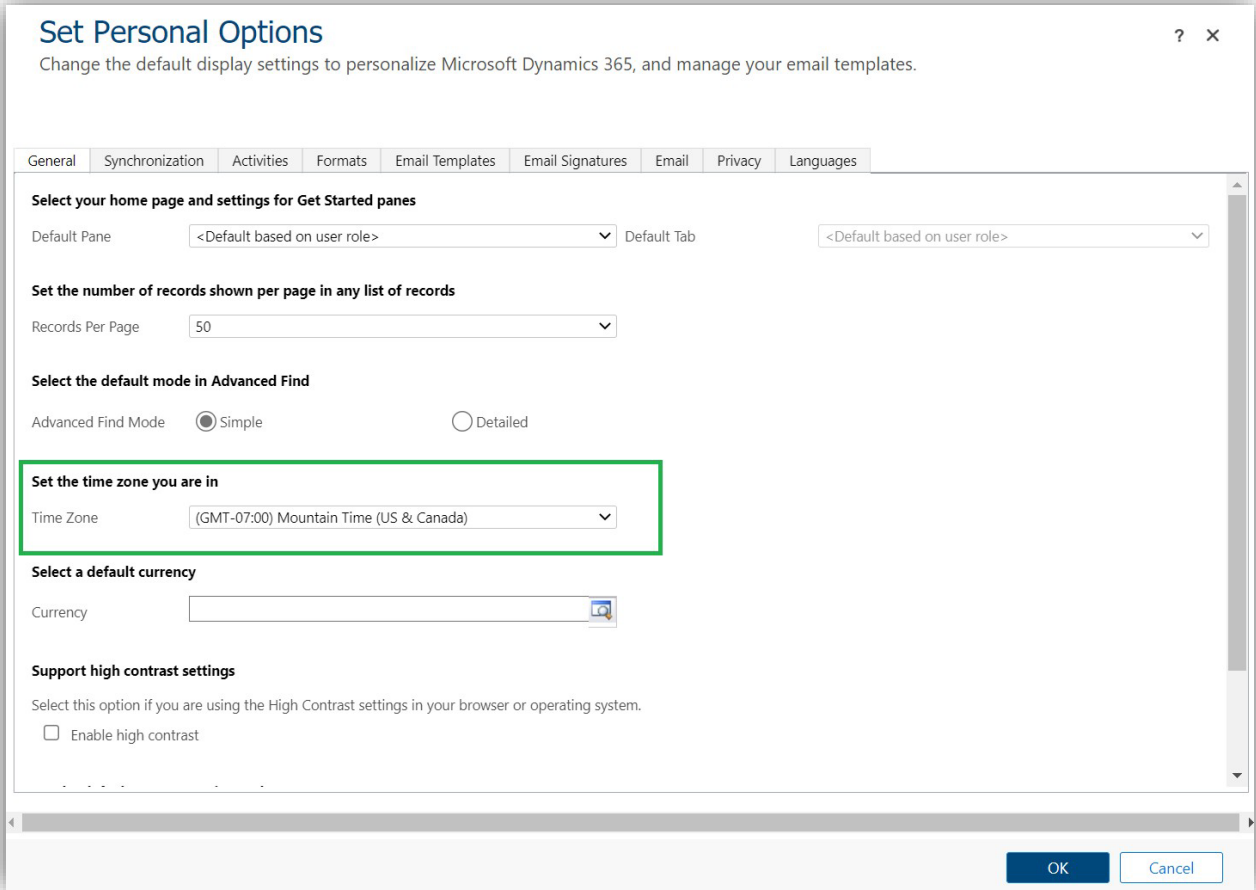 Set Personal Options
? ×
Change the default display settings to personalize Microsoft Dynamics 365, and manage your email templates.
General Synchronization Activities Formats Email Templates Email Signatures Email Privacy Languages
Select your home page and settings for Get Started panes
Default Pane <Default based on user role> Default Tab <Default based on user role>
Set the number of records shown per page in any list of records
Records Per Page 50
Select the default mode in Advanced Find
Advanced Find Mode Simple Detailed
Set the time zone you are in
Time Zone (GMT-07:00) Mountain Time (US & Canada)
Select a default currency
Currency
Support high contrast settings
Select this option if you are using the High Contrast settings in your browser or operating system.
Enable high contrast
OK Cancel